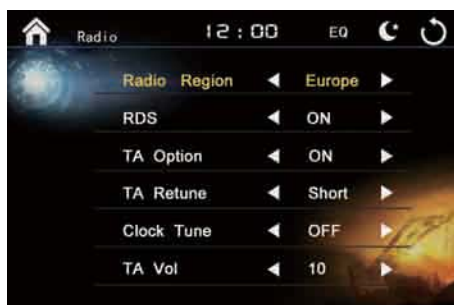 Radio 12:00 EQ
Radio Region Europe
RDS ON
TA Option ON
TA Retune Short
Clock Tune OFF
TA Vol 10